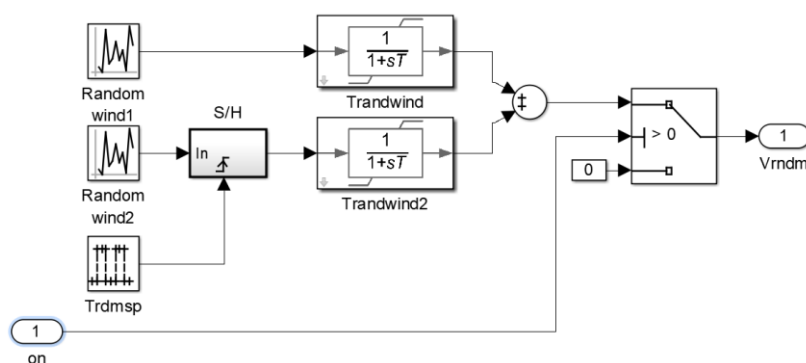 1
1+sT
Trandwind
Random
wind1
S/H
In
1
1+sT
Trandwind2
Random
wind2
Trdmsp
> 0
0
1
Vrndm
1
on